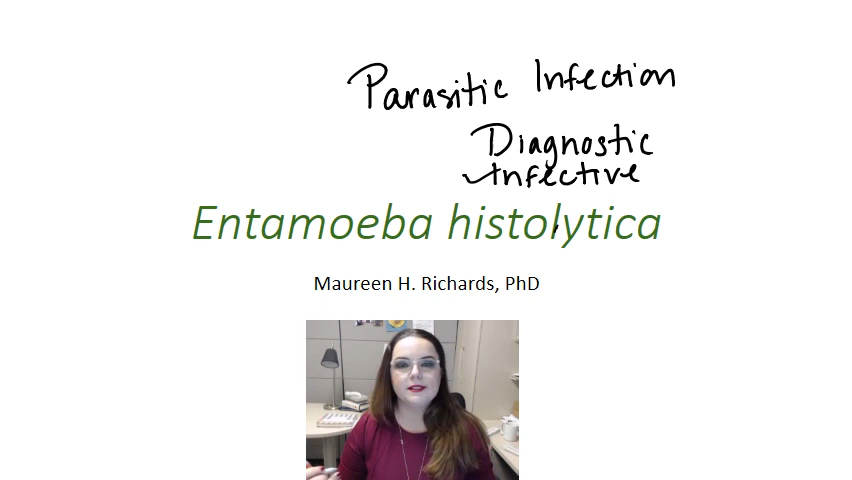 Parasitic Infection
Diagnostic
Infective
Entamoeba histolytica
Maureen H. Richards, PhD